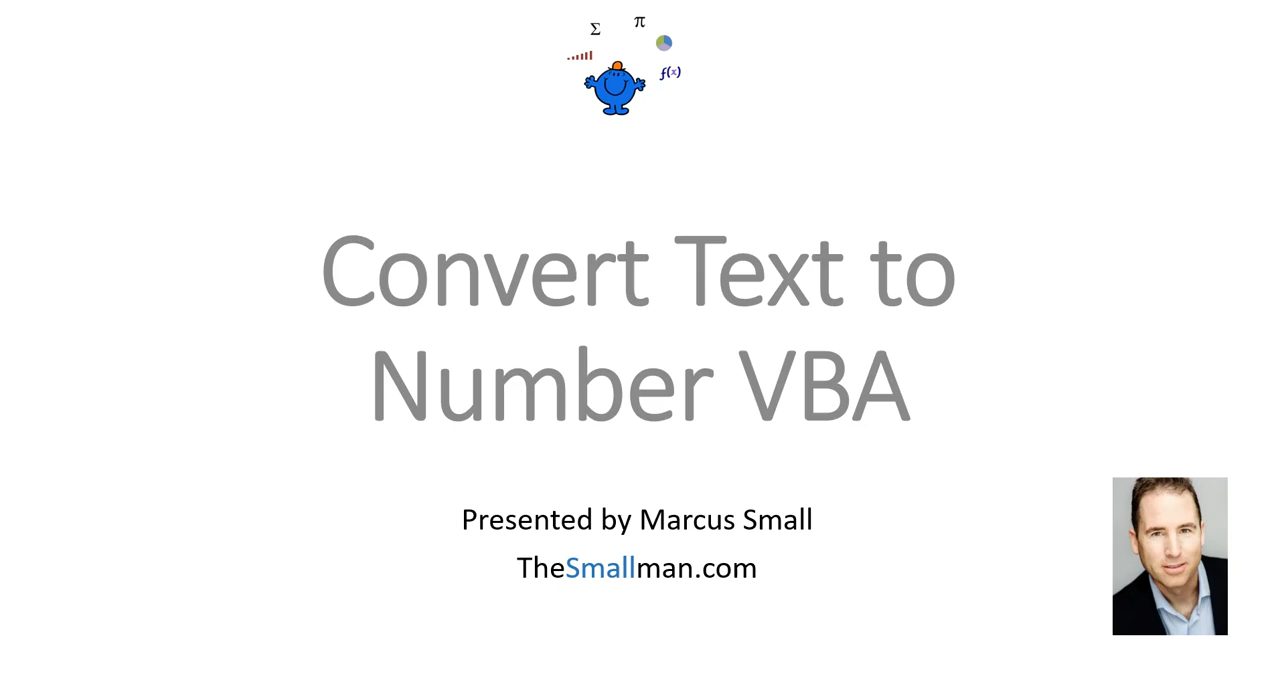 Σ π
f(x)
Convert Text to
Number VBA
Presented by Marcus Small
TheSmallman.com